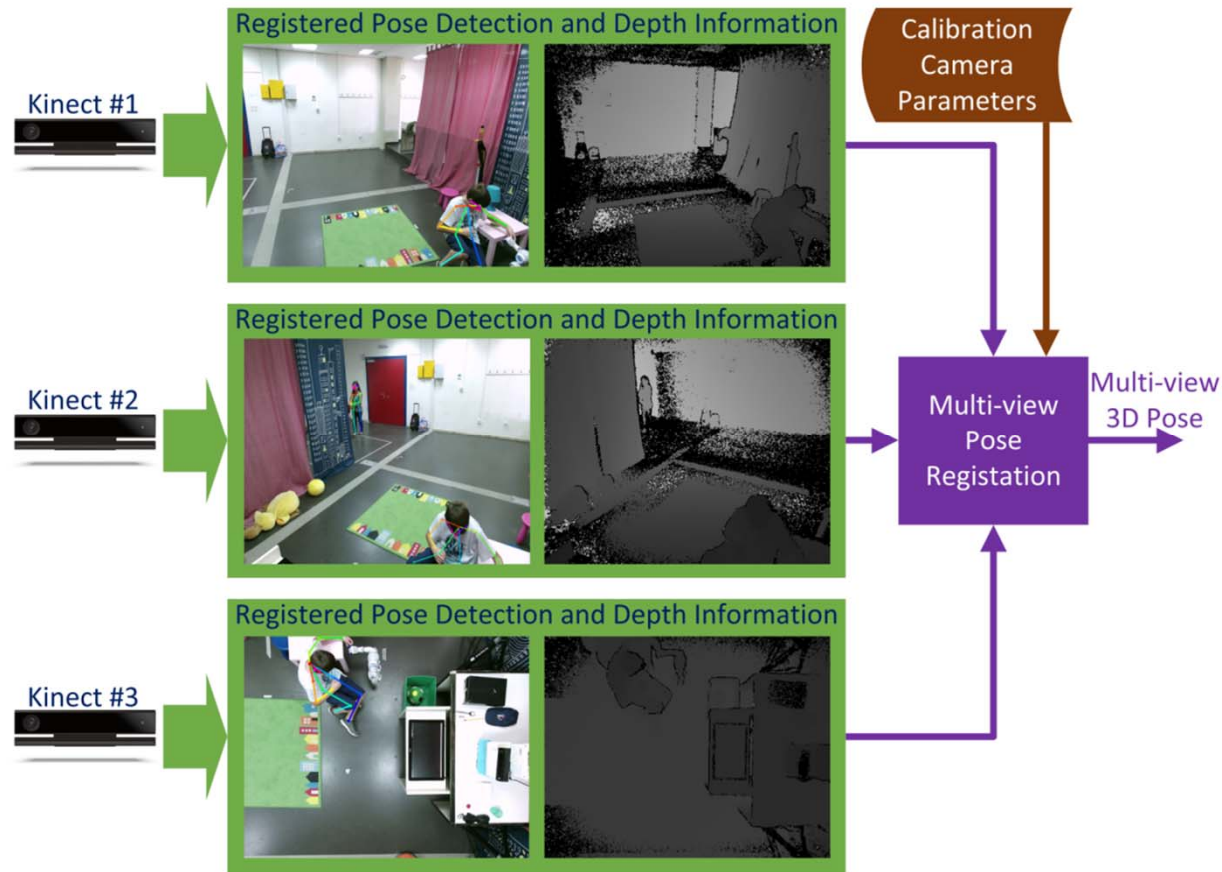 Registered Pose Detection and Depth Information
Kinect #1
Calibration
Camera
Parameters
Registered Pose Detection and Depth Information
Kinect #2
Multi-view
Pose
Registation
Multi-view
3D Pose
Registered Pose Detection and Depth Information
Kinect #3